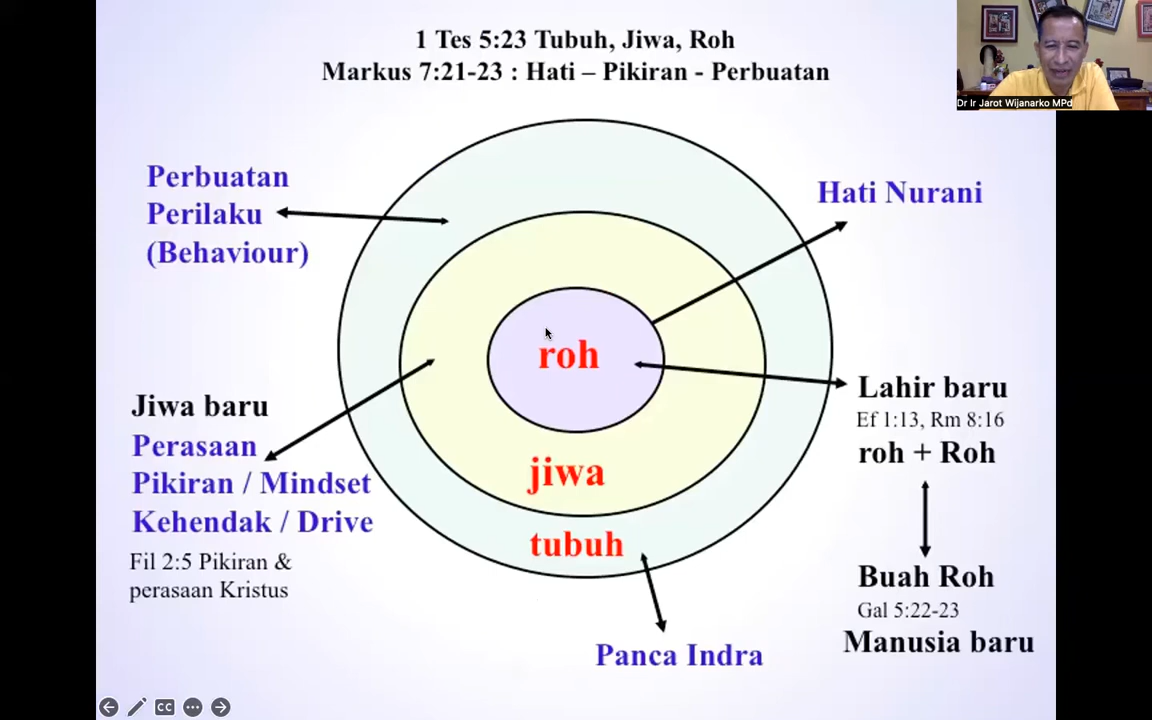 1 Tes 5:23 Tubuh, Jiwa, Roh
Markus 7:21-23 : Hati – Pikiran - Perbuatan
Dr Ir Jarot Wijanarko MPd
Perbuatan
Perilaku
(Behaviour)
Hati Nurani
roh
jiwa
tubuh
Jiwa baru
Perasaan
Pikiran / Mindset
Kehendak / Drive
Fil 2:5 Pikiran &
perasaan Kristus
Lahir baru
Ef 1:13, Rm 8:16
roh + Roh
Buah Roh
Gal 5:22-23
Manusia baru
Panca Indra
CC